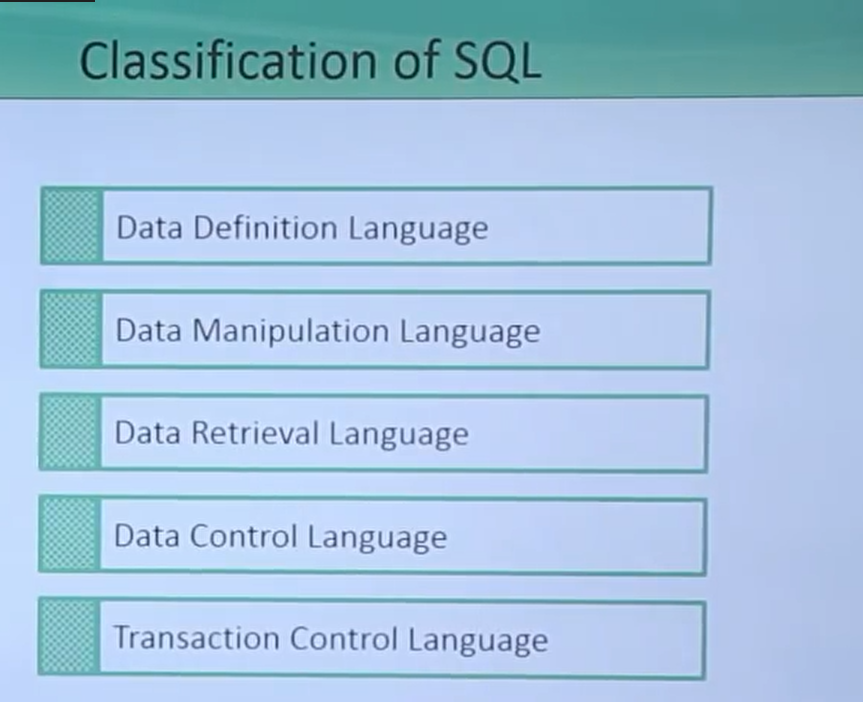 Classification of SQL
Data Definition Language
Data Manipulation Language
Data Retrieval Language
Data Control Language
Transaction Control Language